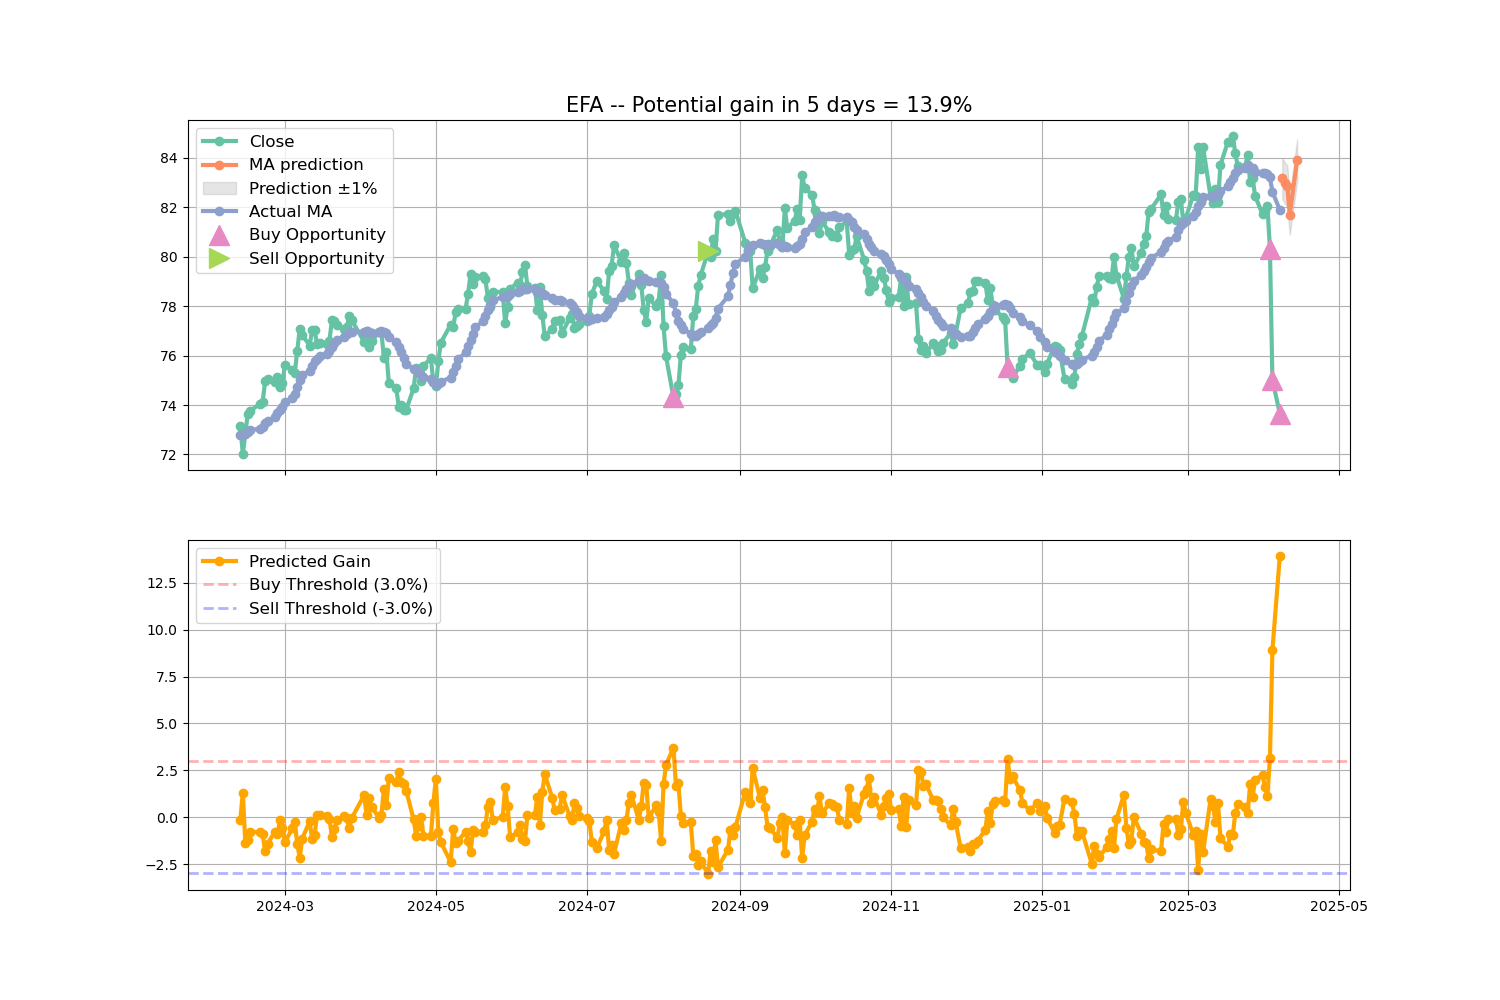 EFA -- Potential gain in 5 days = 13.9%
84
82
80
78
76
74
72
Close
MA prediction
Prediction ±1%
Actual MA
Buy Opportunity
Sell Opportunity
12.5
10.0
7.5
5.0
2.5
0.0
−2.5
Predicted Gain
Buy Threshold (3.0%)
Sell Threshold (-3.0%)
2024-03 2024-05 2024-07 2024-09 2024-11 2025-01 2025-03 2025-05